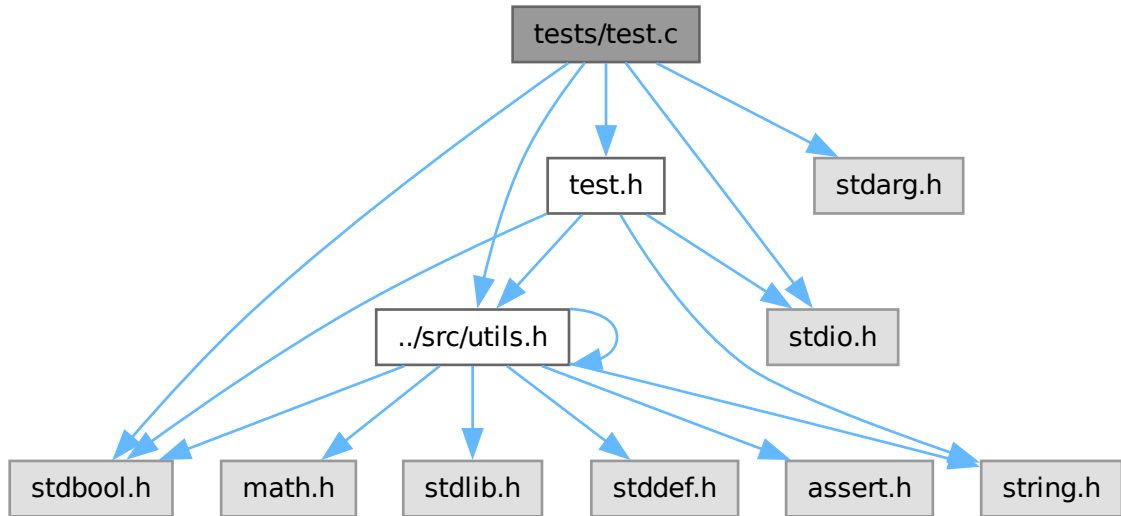 tests/test.c
test.h
stdarg.h
../src/utils.h
stdio.h
stdbool.h
math.h
stdlib.h
stddef.h
assert.h
string.h